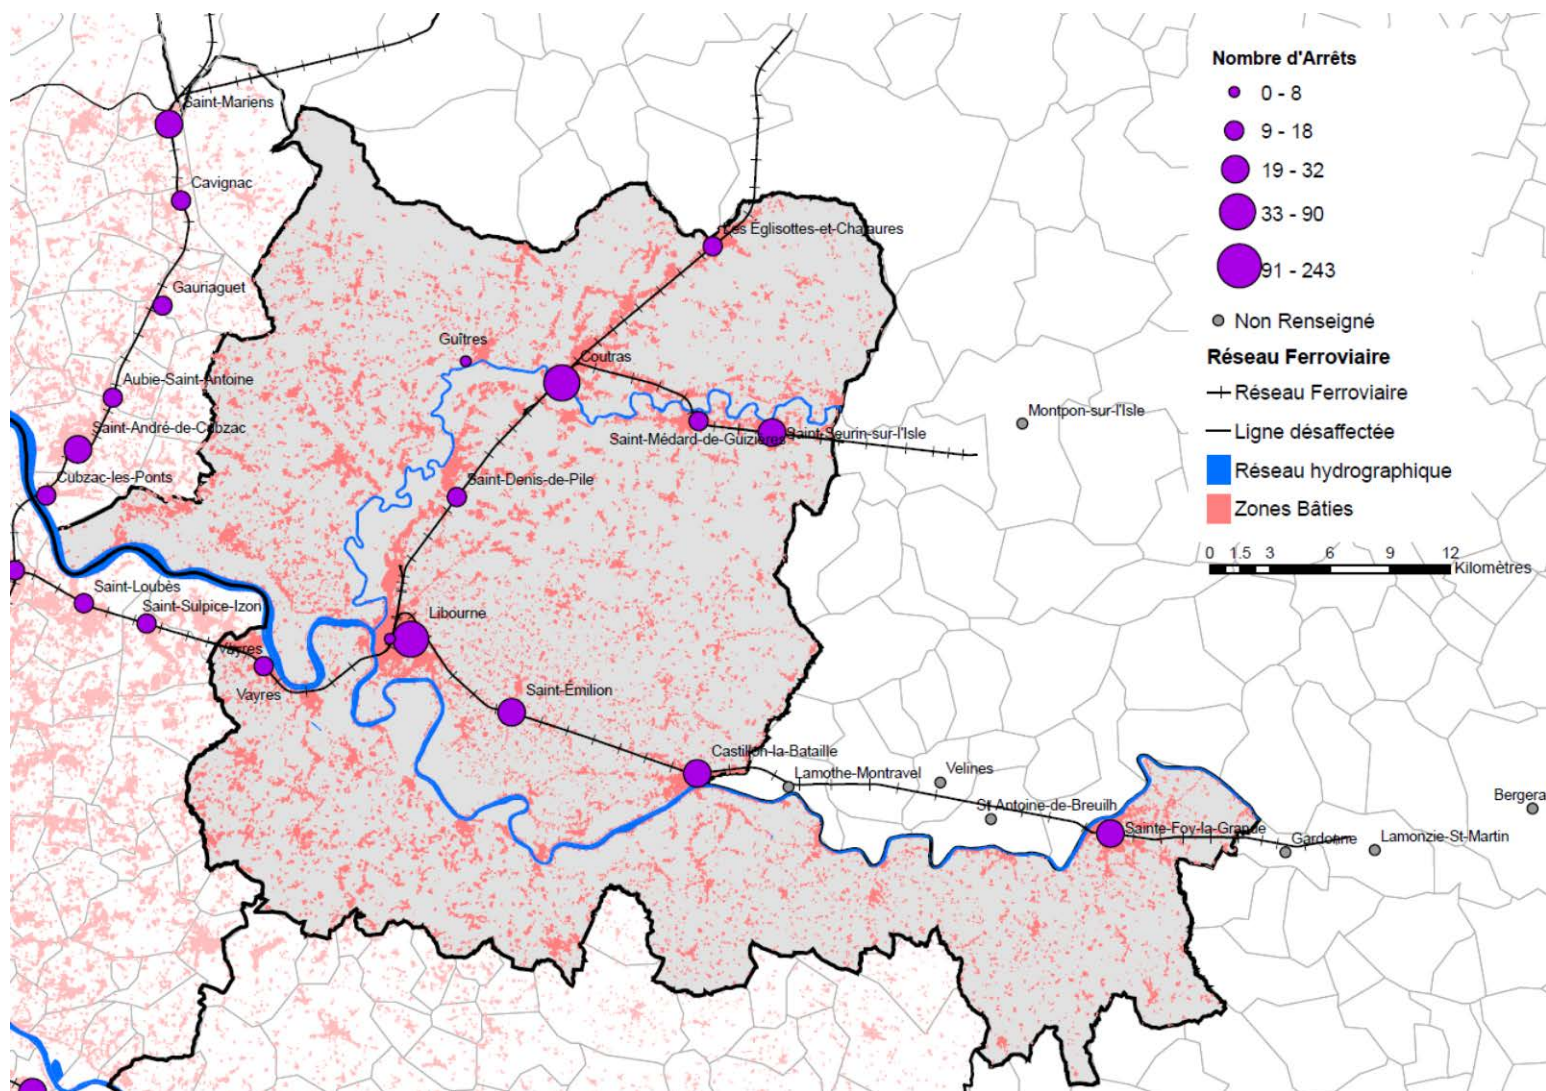 Nombre d'Arrêts
0 - 8
9 - 18
19 - 32
33 - 90
91 - 243
Non Renseigné
Réseau Ferroviaire
Réseau Ferroviaire
Ligne désaffectée
Réseau hydrographique
Zones Bâties
0 1.5 3 6 9 12
Kilomètres
Saint-Mariens
Cavignac
Les Églisottes-et-Chalaures
Gauriaguet
Guîtres
Coutras
Aubie-Saint-Antoine
Montpon-sur-l'Isle
Saint-André-de-Cubzac
Saint-Médard-de-Guizières
Saint-Seurin-sur-l'Isle
Cubzac-les-Ponts
Saint-Denis-de-Pile
Saint-Loubès
Saint-Sulpice-Izon
Libourne
Vayres
Vayres
Saint-Émilion
Castillon-la-Bataille
Lamothe-Montravel
Velines
St Antoine-de-Breuilh
Bergera
Sainte-Foy-la-Grande
Gardonne
Lamonzie-St-Martin